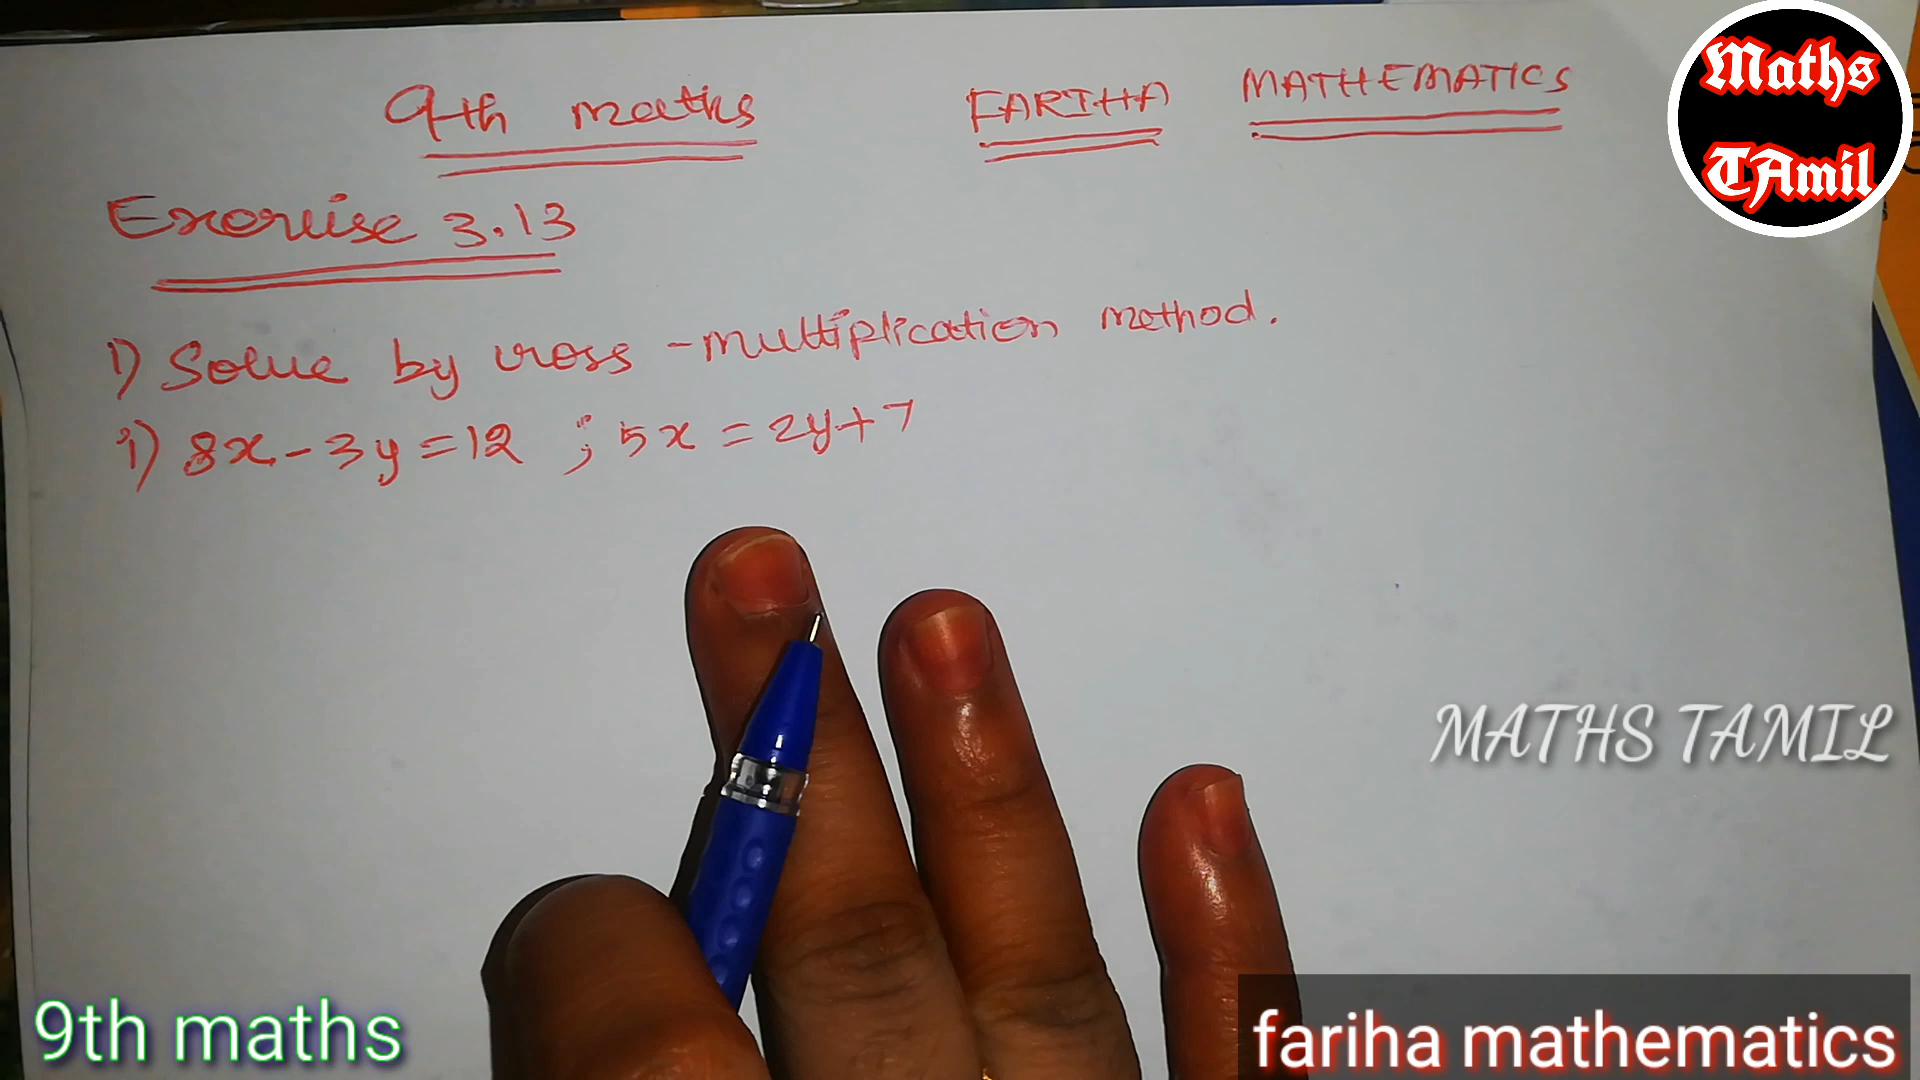 9th maths FARIHA MATHEMATICS
Maths
TAmil
Exercise 3.13
1) Solve by cross-multiplication method.
i) 8x-3y=12 ; 5x=2y+7
MATHS TAMIL
9th maths
fariha mathematics